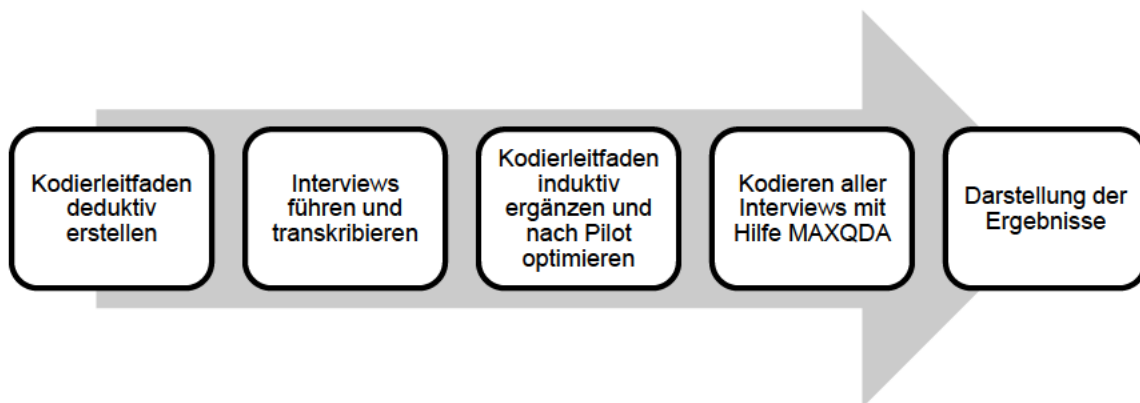 Kodierleitfaden
deduktiv
erstellen
Interviews
führen und
transkribieren
Kodierleitfaden
induktiv
ergänzen und
nach Pilot
optimieren
Kodieren aller
Interviews mit
Hilfe MAXQDA
Darstellung der
Ergebnisse